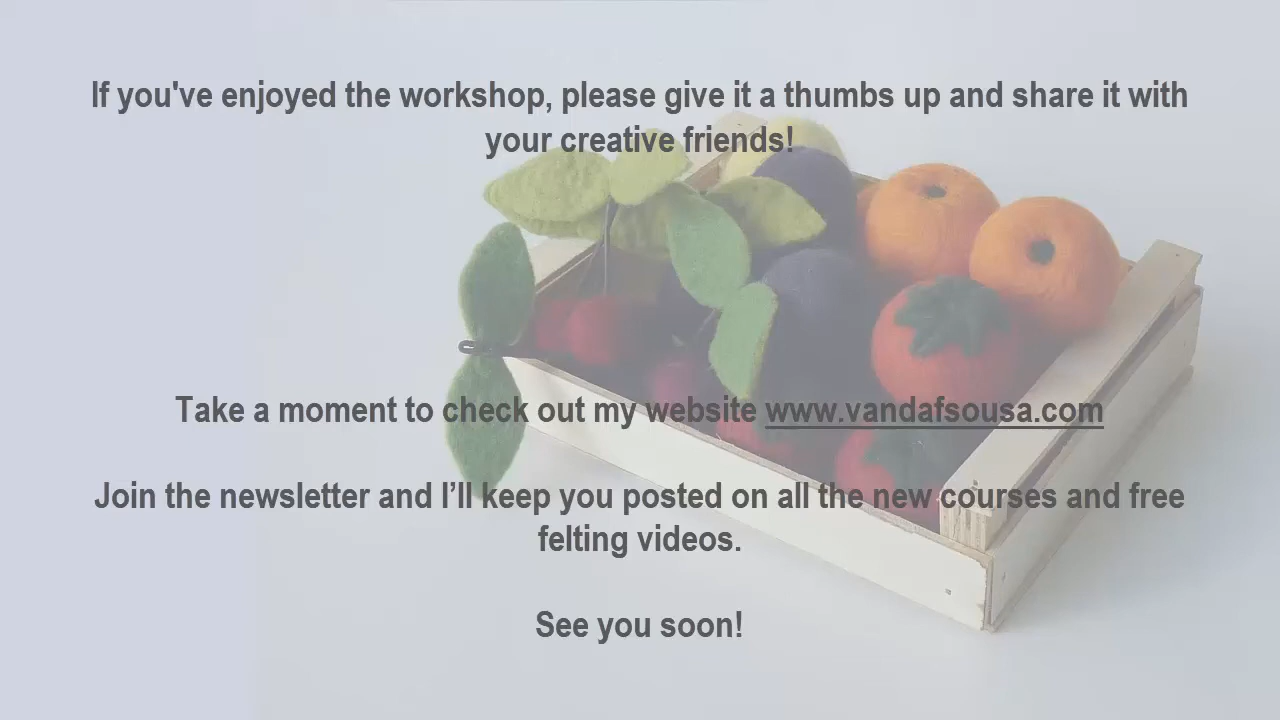 If you've enjoyed the workshop, please give it a thumbs up and share it with
your creative friends!
Take a moment to check out my website www.vandafsousa.com
Join the newsletter and I’ll keep you posted on all the new courses and free
felting videos.
See you soon!